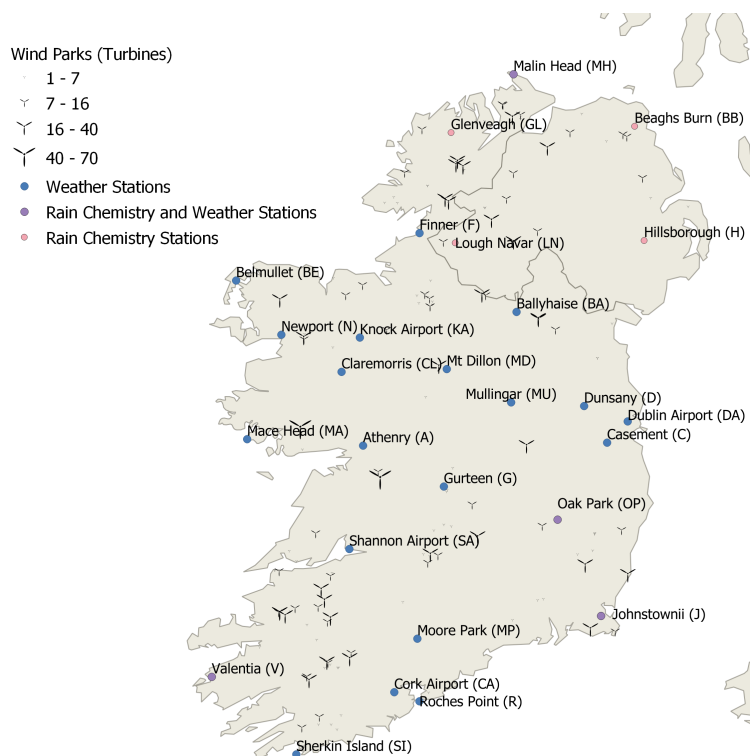 Wind Parks (Turbines)
1 - 7
7 - 16
16 - 40
40 - 70
Weather Stations
Rain Chemistry and Weather Stations
Rain Chemistry Stations
Malin Head (MH)
Glenveagh (GL)
Beaghs Burn (BB)
Finner (F)
Lough Navar (LN)
Hillsborough (H)
Belmullet (BE)
Ballyhaise (BA)
Newport (N)
Knock Airport (KA)
Claremorris (CL)
Mt Dillon (MD)
Mullingar (MU)
Dunsany (D)
Dublin Airport (DA)
Mace Head (MA)
Athenry (A)
Casement (C)
Gurteen (G)
Oak Park (OP)
Shannon Airport (SA)
Johnstownii (J)
Moore Park (MP)
Valentia (V)
Cork Airport (CA)
Roches Point (R)
Sherkin Island (SI)